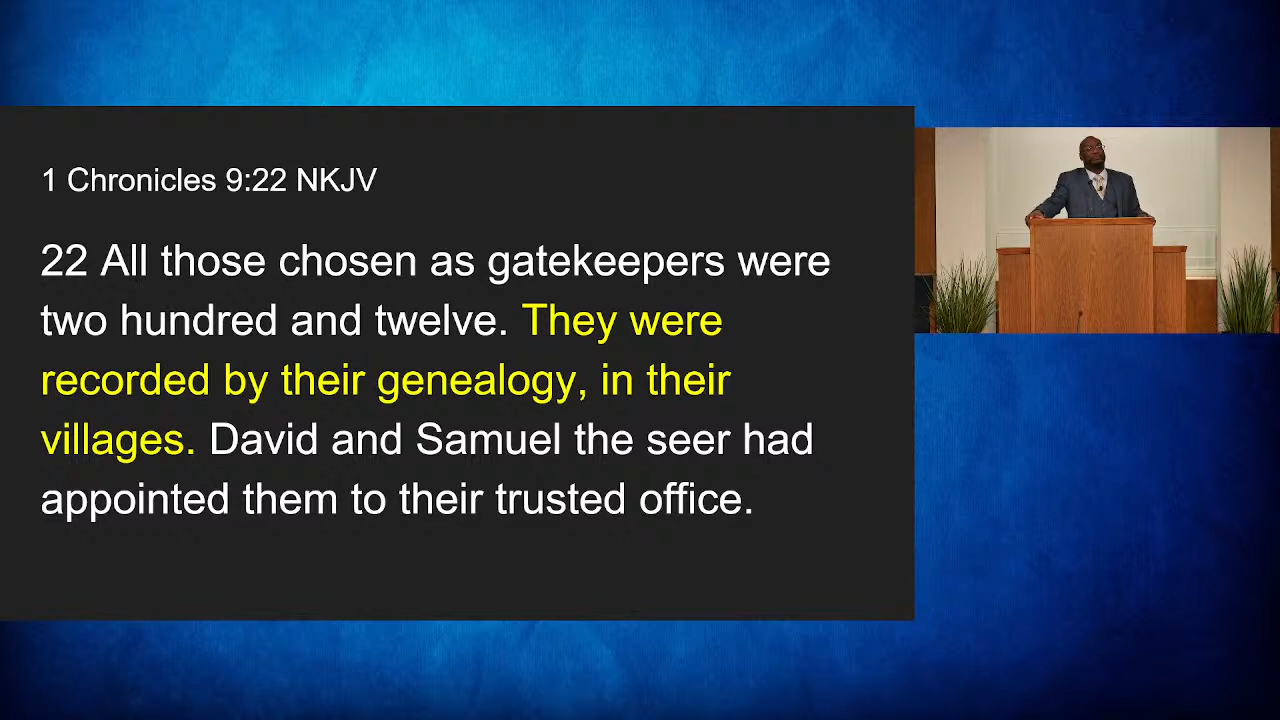 1 Chronicles 9:22 NKJV
22 All those chosen as gatekeepers were
two hundred and twelve. They were
recorded by their genealogy, in their
villages. David and Samuel the seer had
appointed them to their trusted office.